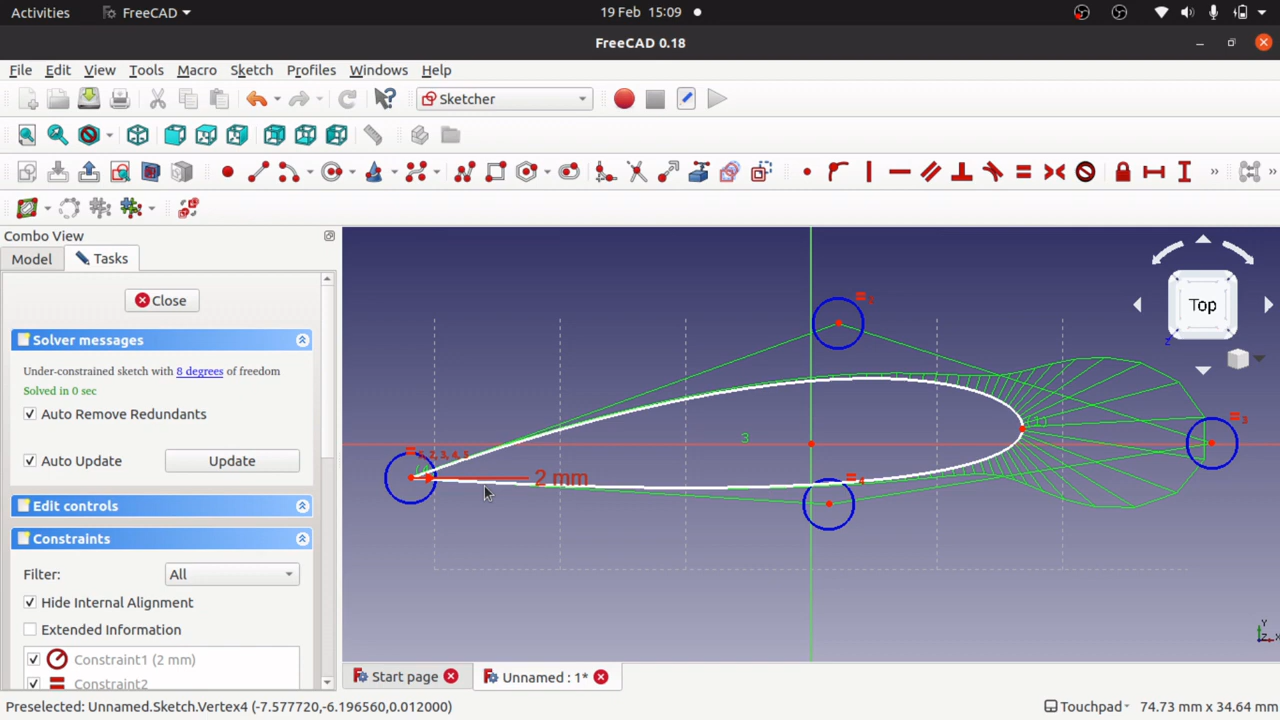 Activities FreeCAD 19 Feb 15:09
FreeCAD 0.18
File Edit View Tools Macro Sketch Profiles Windows Help
Sketcher
Combo View
Model Tasks
Close
Solver messages
Under-constrained sketch with 8 degrees of freedom
Solved in 0 sec
Auto Remove Redundants
Auto Update Update
Edit controls
Constraints
Filter: All
Hide Internal Alignment
Extended Information
Constraint1 (2 mm)
Constraint2
2 mm
3
(1)
Top
Z
Y
Z X
Start page Unnamed : 1*
Preselected: Unnamed.Sketch.Vertex4 (-7.577720,-6.196560,0.012000) Touchpad 74.73 mm x 34.64 mm